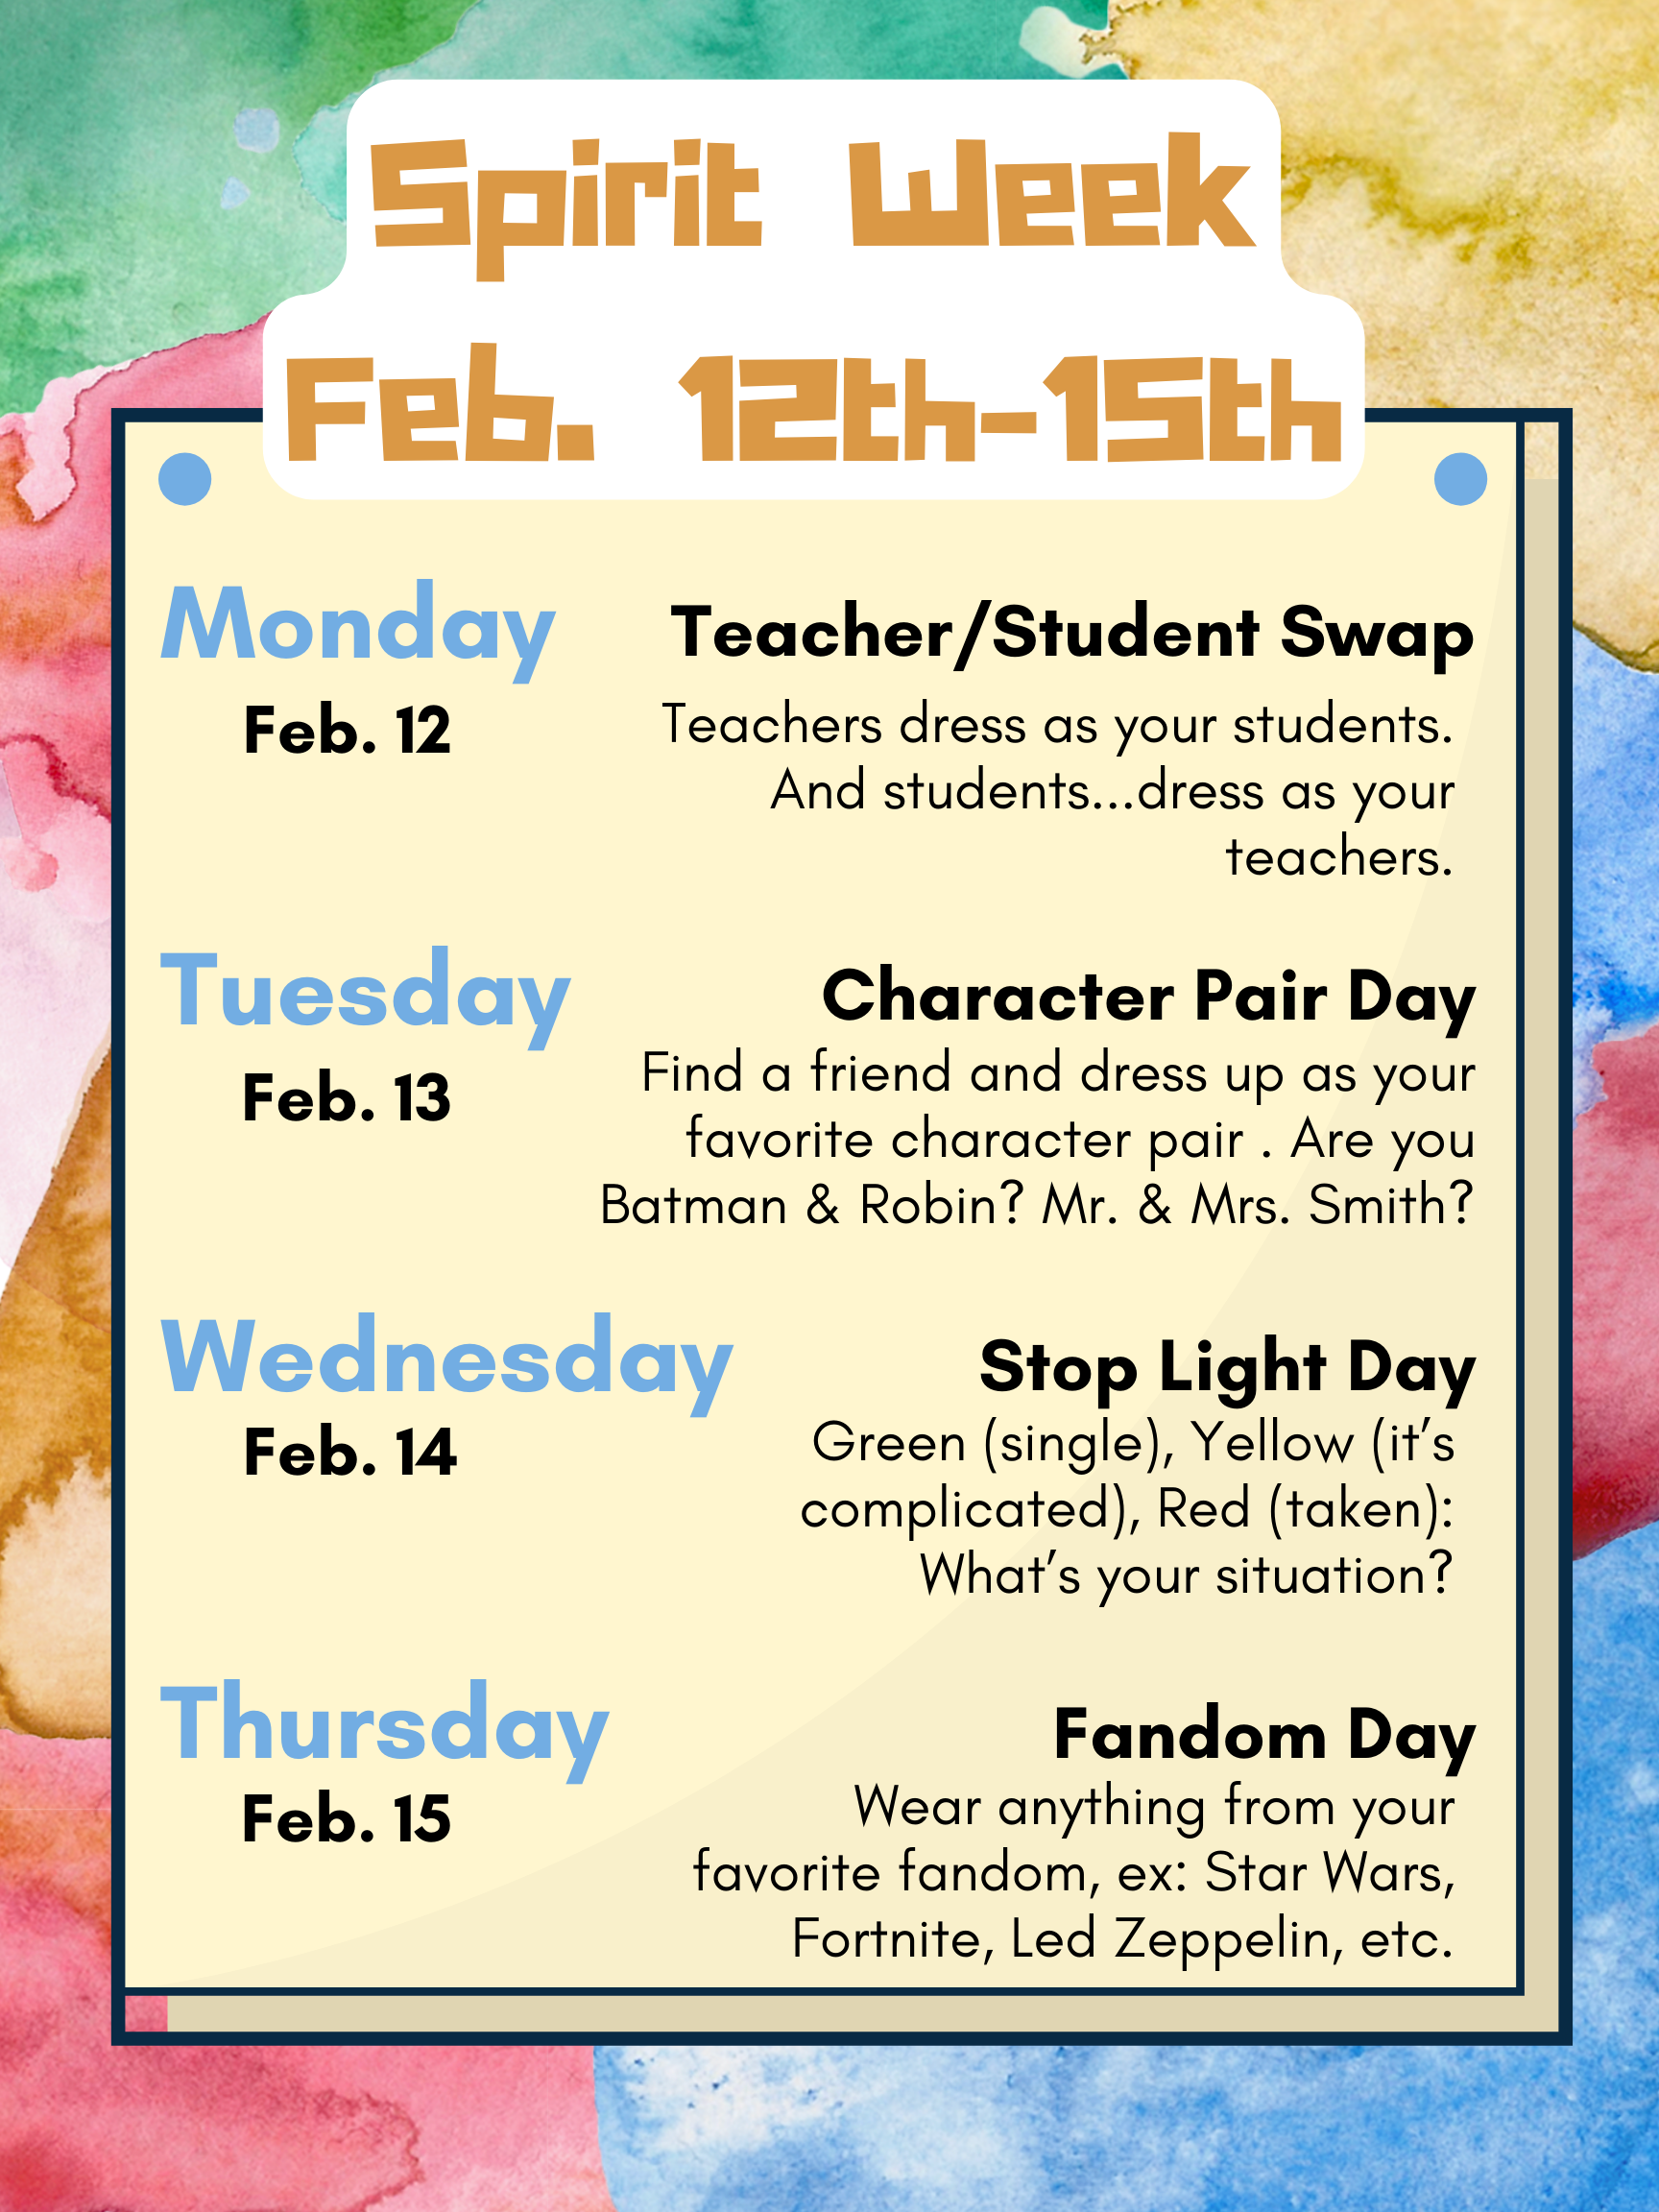 Spirit Week
Feb. 12th-15th
Monday
Feb. 12
Teacher/Student Swap
Teachers dress as your students.
And students...dress as your
teachers.
Tuesday
Feb. 13
Character Pair Day
Find a friend and dress up as your
favorite character pair . Are you
Batman & Robin? Mr. & Mrs. Smith?
Wednesday
Feb. 14
Stop Light Day
Green (single), Yellow (it’s
complicated), Red (taken):
What’s your situation?
Thursday
Feb. 15
Fandom Day
Wear anything from your
favorite fandom, ex: Star Wars,
Fortnite, Led Zeppelin, etc.